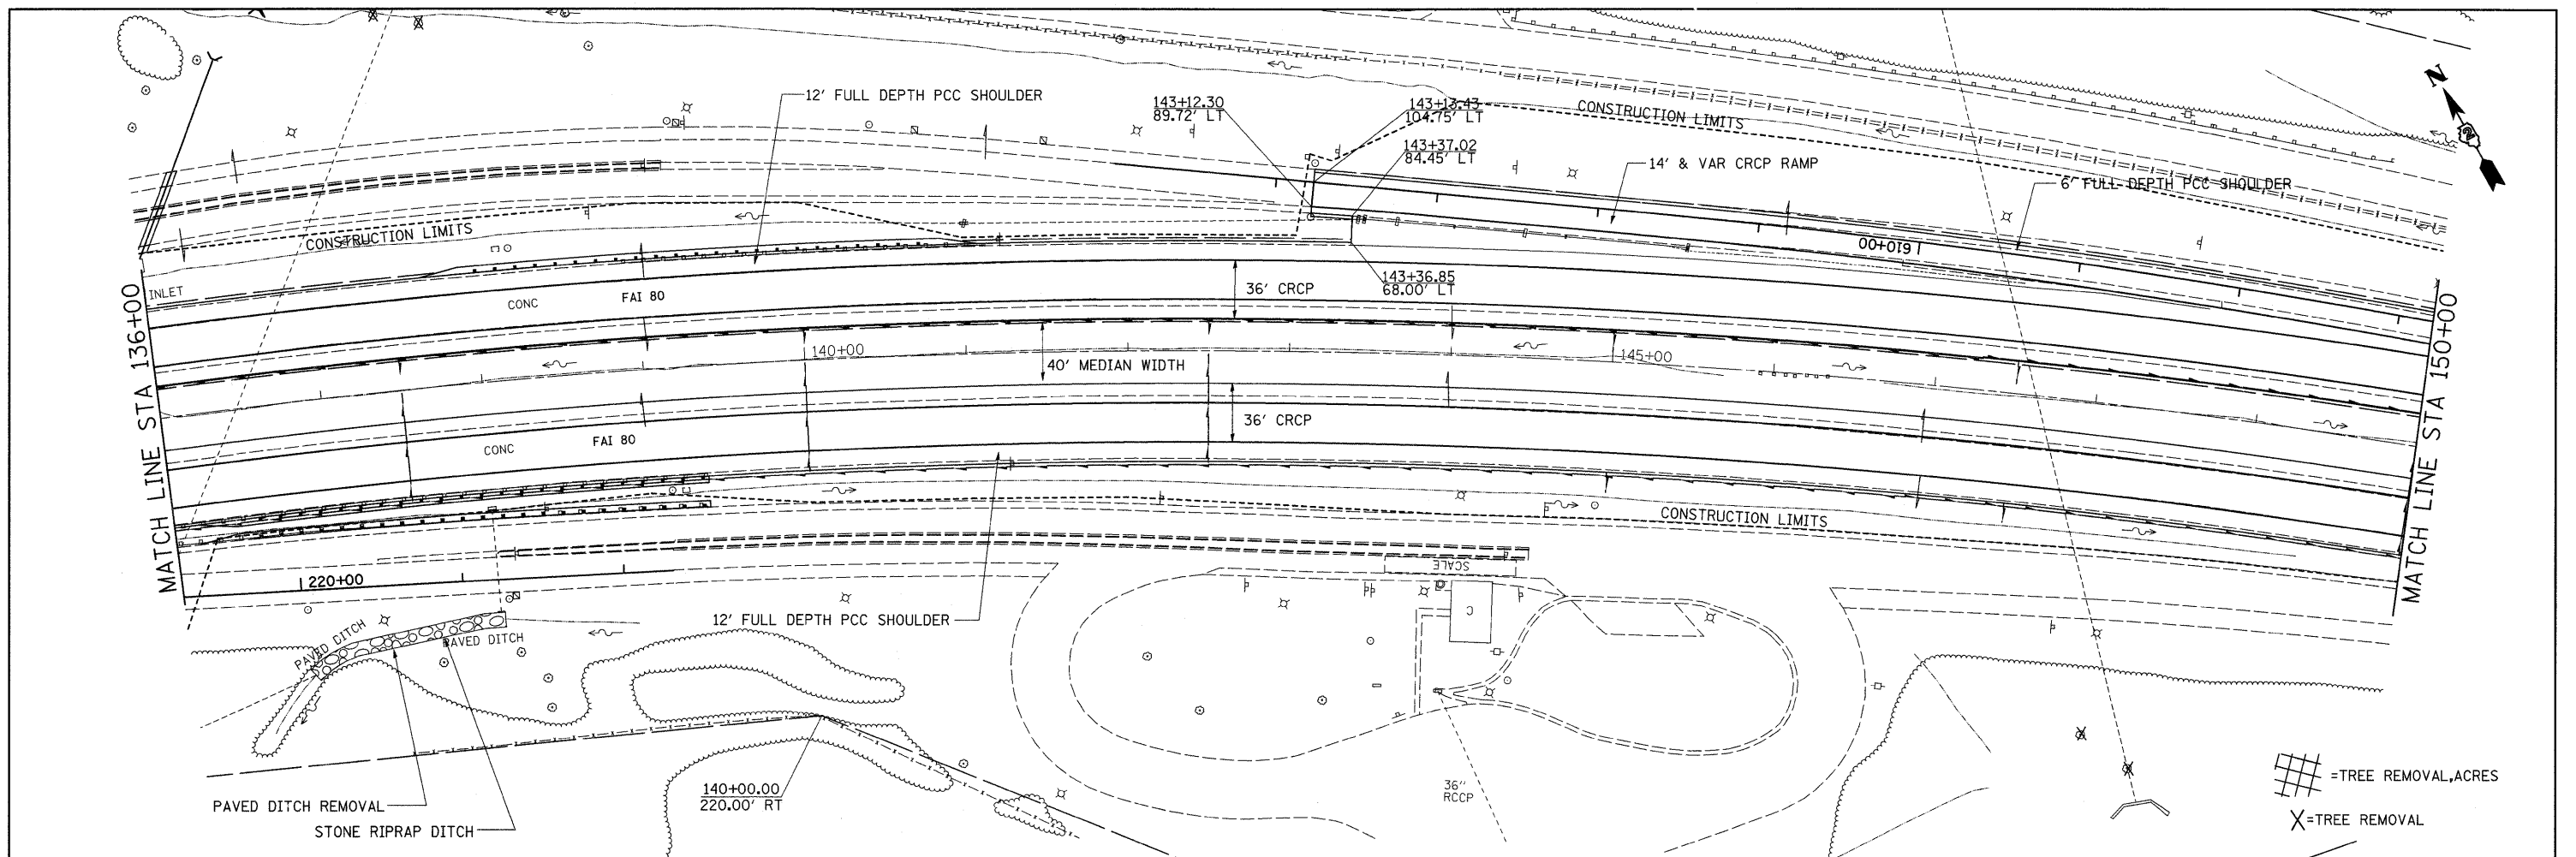 12' FULL DEPTH PCC SHOULDER
143+12.30
89.72' LT
143+13.43
104.75' LT
CONSTRUCTION LIMITS
N
2
143+37.02
84.45' LT
14' & VAR CRCP RAMP
6' FULL DEPTH PCC SHOULDER
CONSTRUCTION LIMITS
610+00
INLET
CONC
FAI 80
36' CRCP
143+36.85
68.00' LT
MATCH LINE STA 136+00
MATCH LINE STA 150+00
140+00
145+00
40' MEDIAN WIDTH
CONC
FAI 80
36' CRCP
CONSTRUCTION LIMITS
SCALE
220+00
C
12' FULL DEPTH PCC SHOULDER
PAVED DITCH
PAVED DITCH
140+00.00
220.00' RT
36"
RCCP
PAVED DITCH REMOVAL
STONE RIPRAP DITCH
=TREE REMOVAL,ACRES
X=TREE REMOVAL